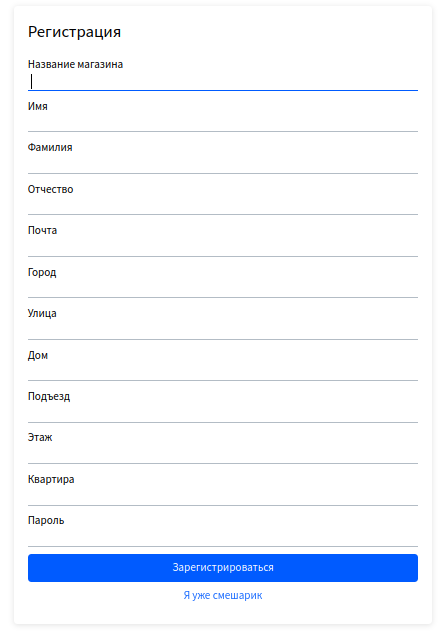 Регистрация
Название магазина
Имя
Фамилия
Отчество
Почта
Город
Улица
Дом
Подъезд
Этаж
Квартира
Пароль
Зарегистрироваться
Я уже смешарик